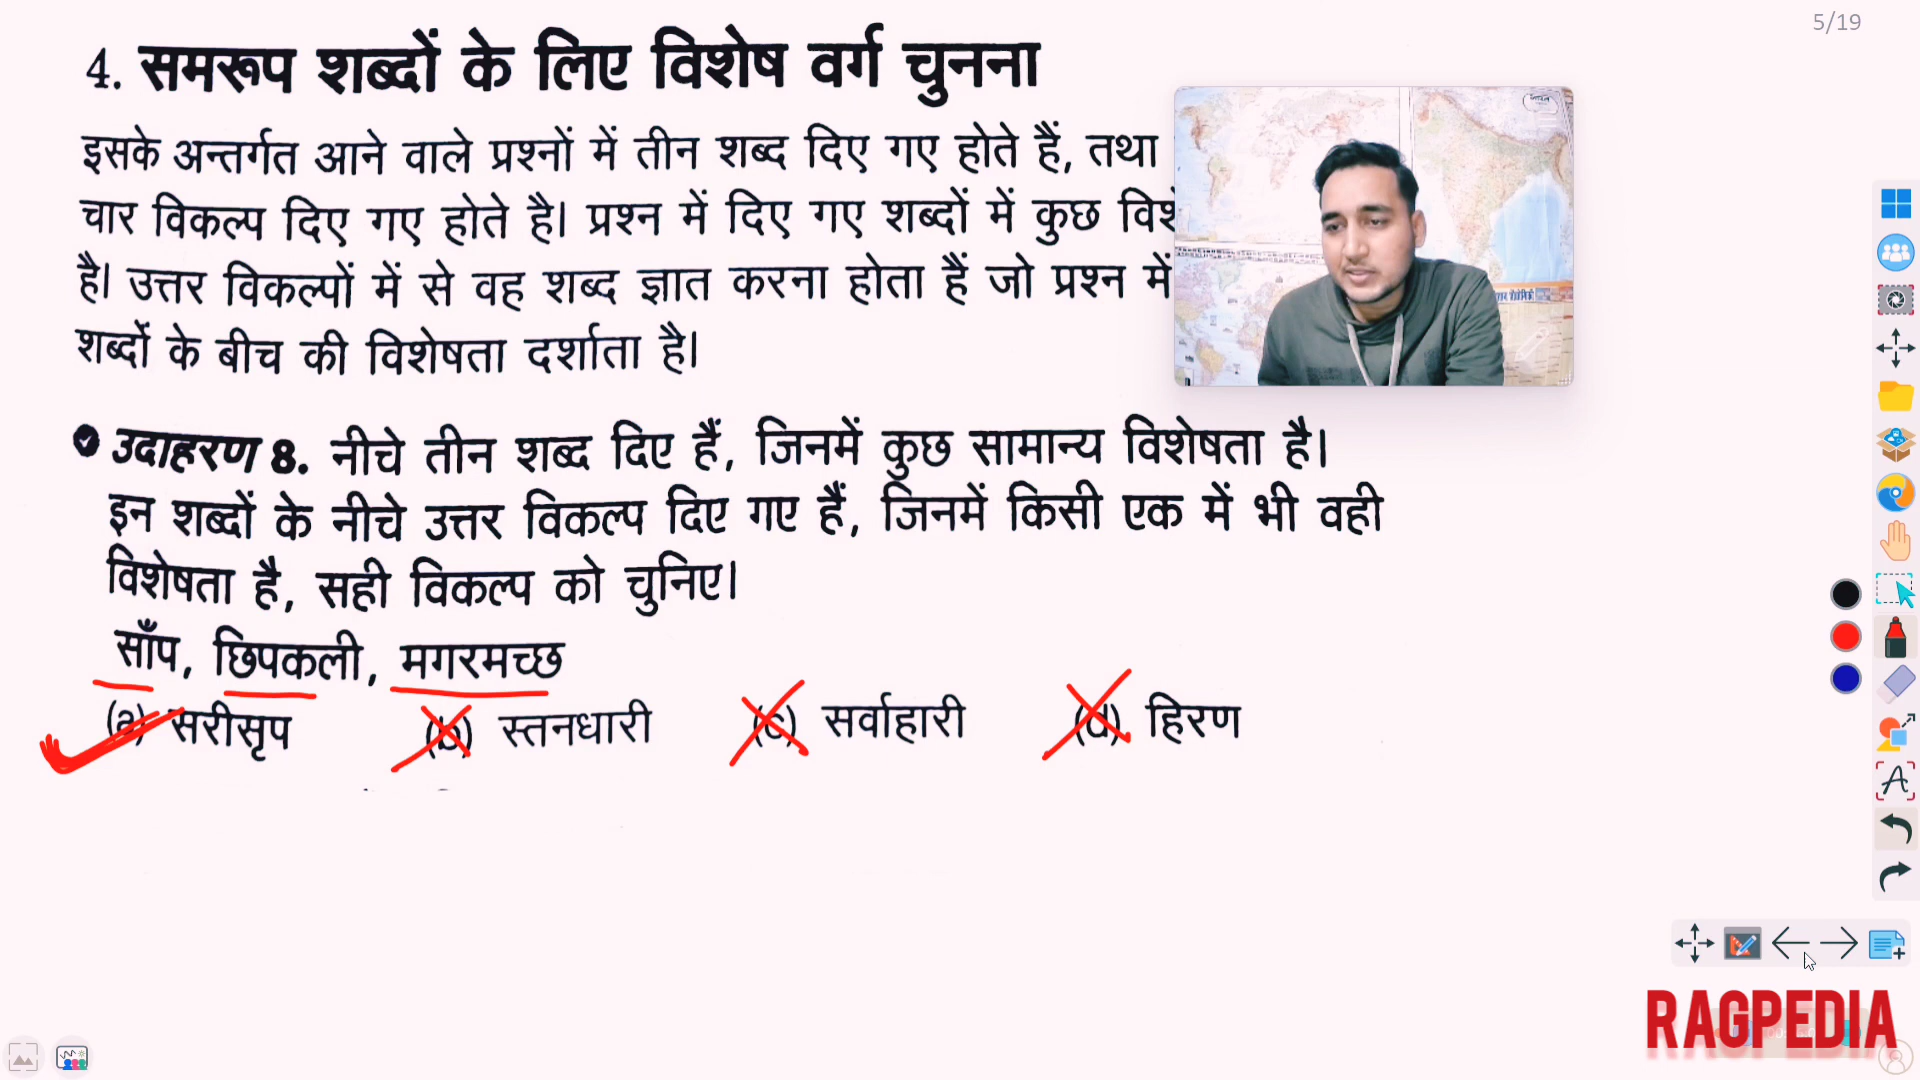 5/19
4. समरूप शब्दों के लिए विशेष वर्ग चुनना
इसके अन्तर्गत आने वाले प्रश्नों में तीन शब्द दिए गए होते हैं, तथा
चार विकल्प दिए गए होते है। प्रश्न में दिए गए शब्दों में कुछ
है। उत्तर विकल्पों में से वह शब्द ज्ञात करना होता हैं जो प्रश्न में
शब्दों के बीच की विशेषता दर्शाता है।
उदाहरण 8. नीचे तीन शब्द दिए हैं, जिनमें कुछ सामान्य विशेषता है।
इन शब्दों के नीचे उत्तर विकल्प दिए गए हैं, जिनमें किसी एक में भी वही
विशेषता है, सही विकल्प को चुनिए।
साँप, छिपकली, मगरमच्छ
(a) सरीसृप (b) स्तनधारी (c) सर्वाहारी (d) हिरण
RAGPEDIA